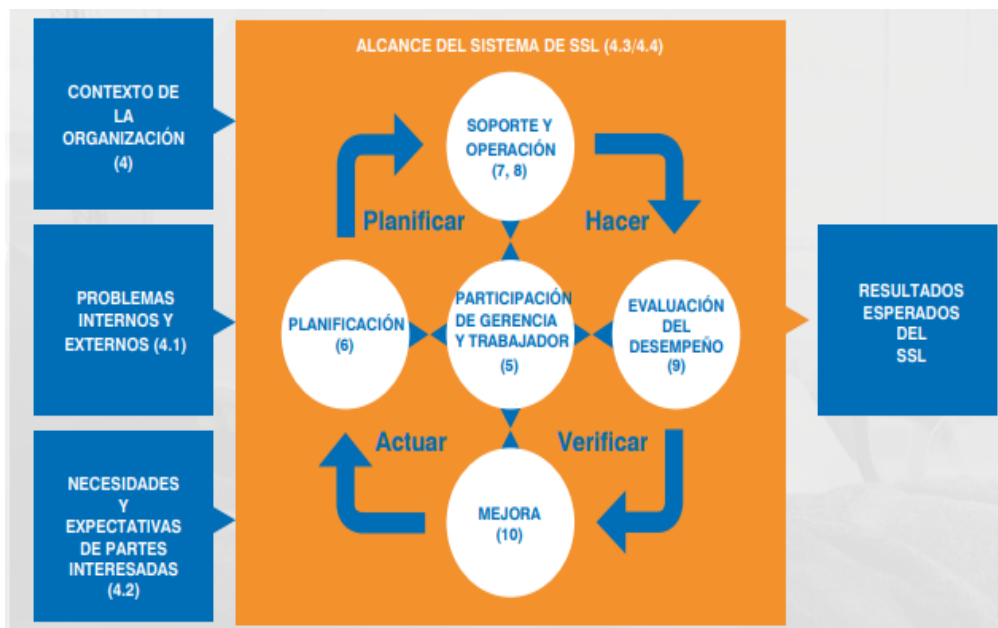 CONTEXTO DE
LA
ORGANIZACIÓN
(4)
PROBLEMAS
INTERNOS Y
EXTERNOS (4.1)
NECESIDADES
Y
EXPECTATIVAS
DE PARTES
INTERESADAS
(4.2)
ALCANCE DEL SISTEMA DE SSL (4.3/4.4)
SOPORTE Y
OPERACIÓN
(7, 8)
Planificar
Hacer
PLANIFICACIÓN
(6)
PARTICIPACIÓN
DE GERENCIA
Y TRABAJADOR
(5)
EVALUACIÓN
DEL
DESEMPEÑO
(9)
Actuar
Verificar
MEJORA
(10)
RESULTADOS
ESPERADOS
DEL
SSL